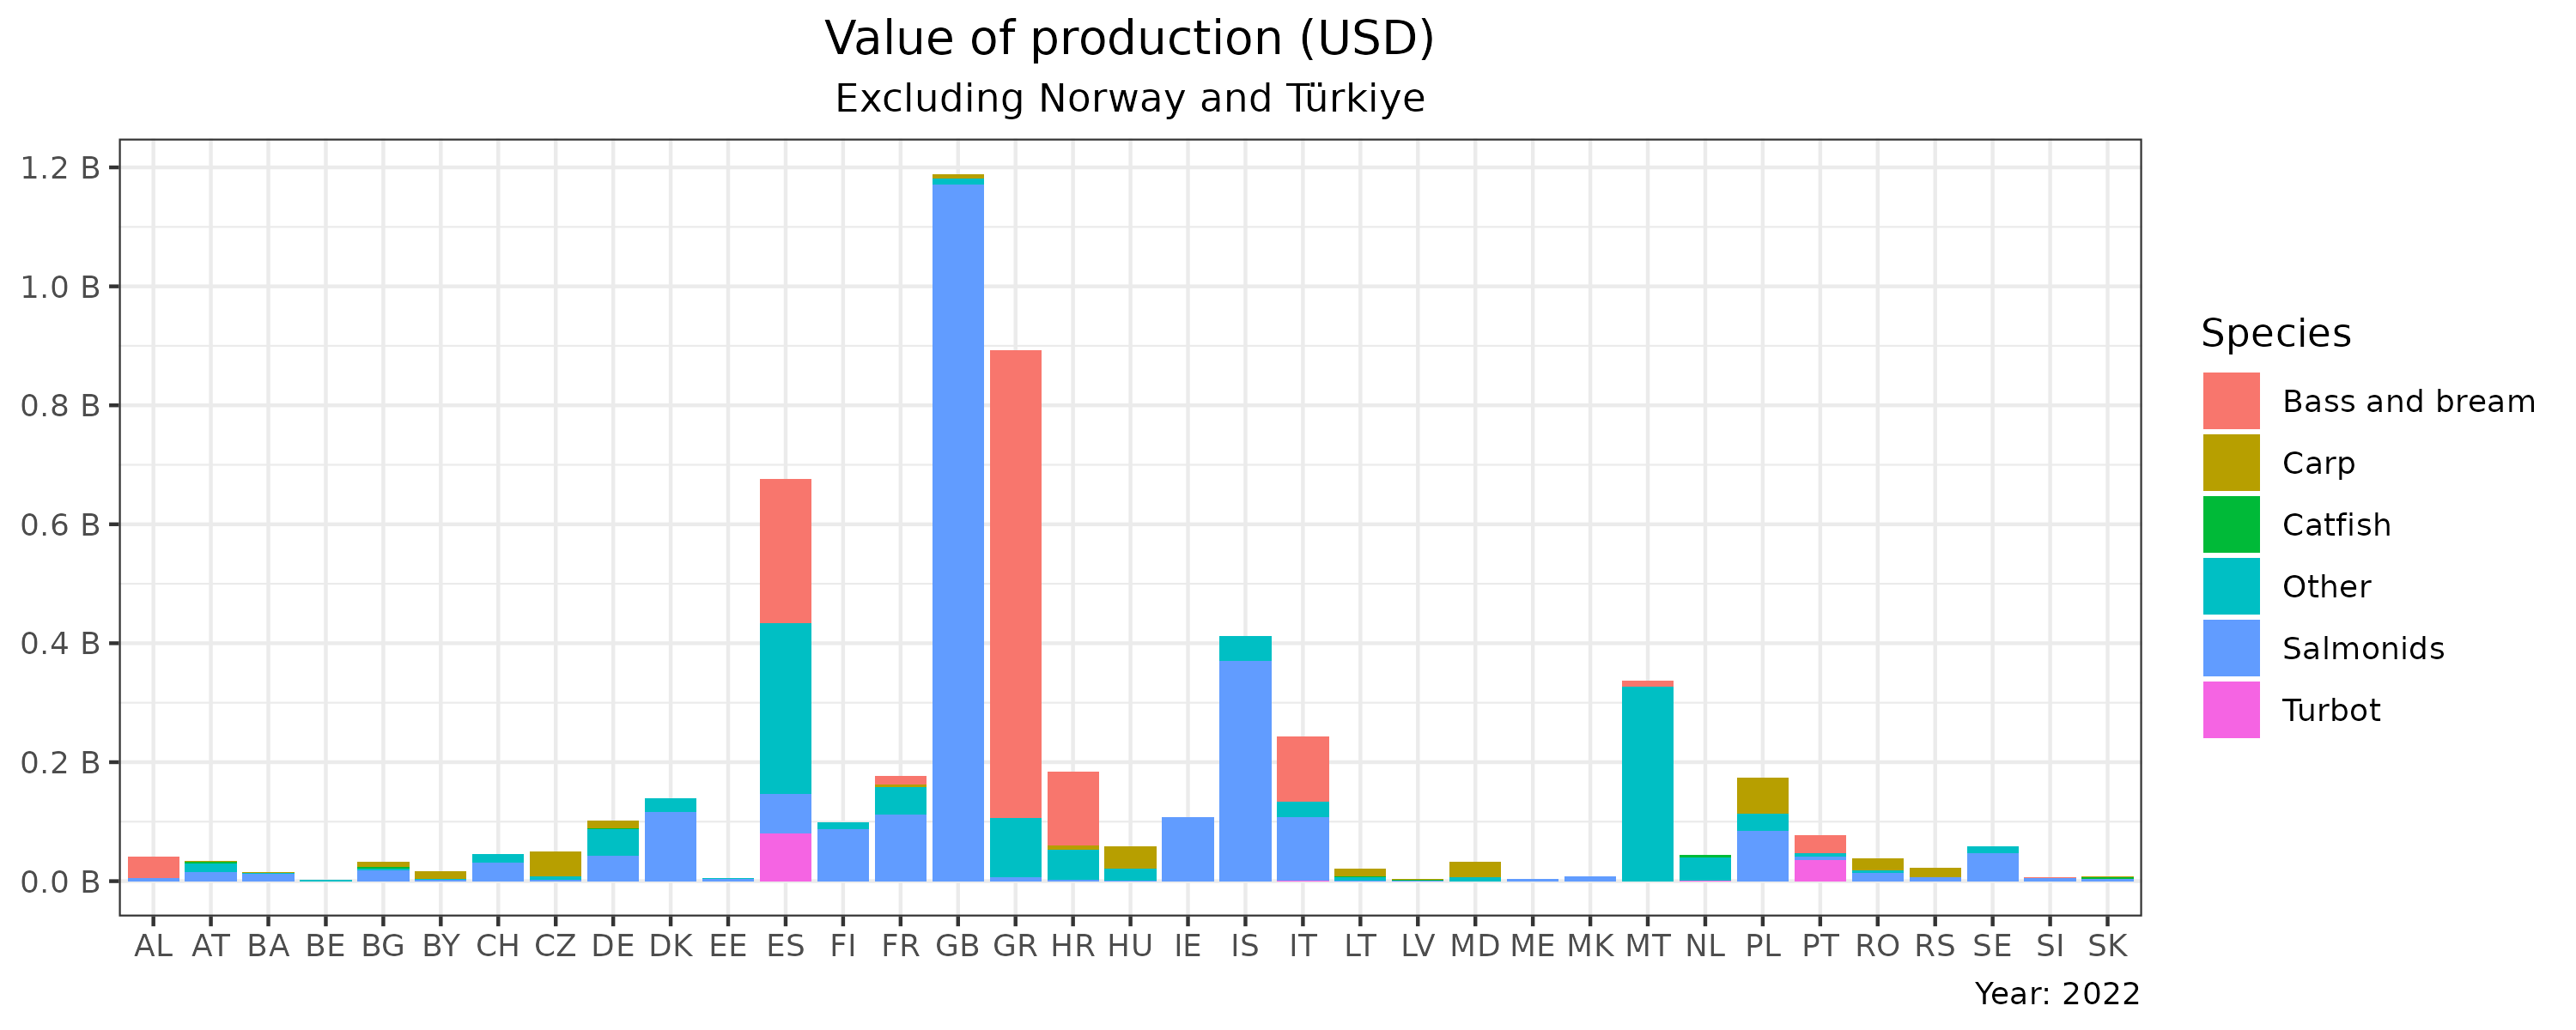 Value of production (USD)
Excluding Norway and Türkiye
1.2 B
1.0 B
0.8 B
0.6 B
0.4 B
0.2 B
0.0 B
AL AT BA BE BG BY CH CZ DE DK EE ES FI FR GB GR HR HU IE IS IT LT LV MD ME MK MT NL PL PT RO RS SE SI SK
Year: 2022
Species
Bass and bream
Carp
Catfish
Other
Salmonids
Turbot